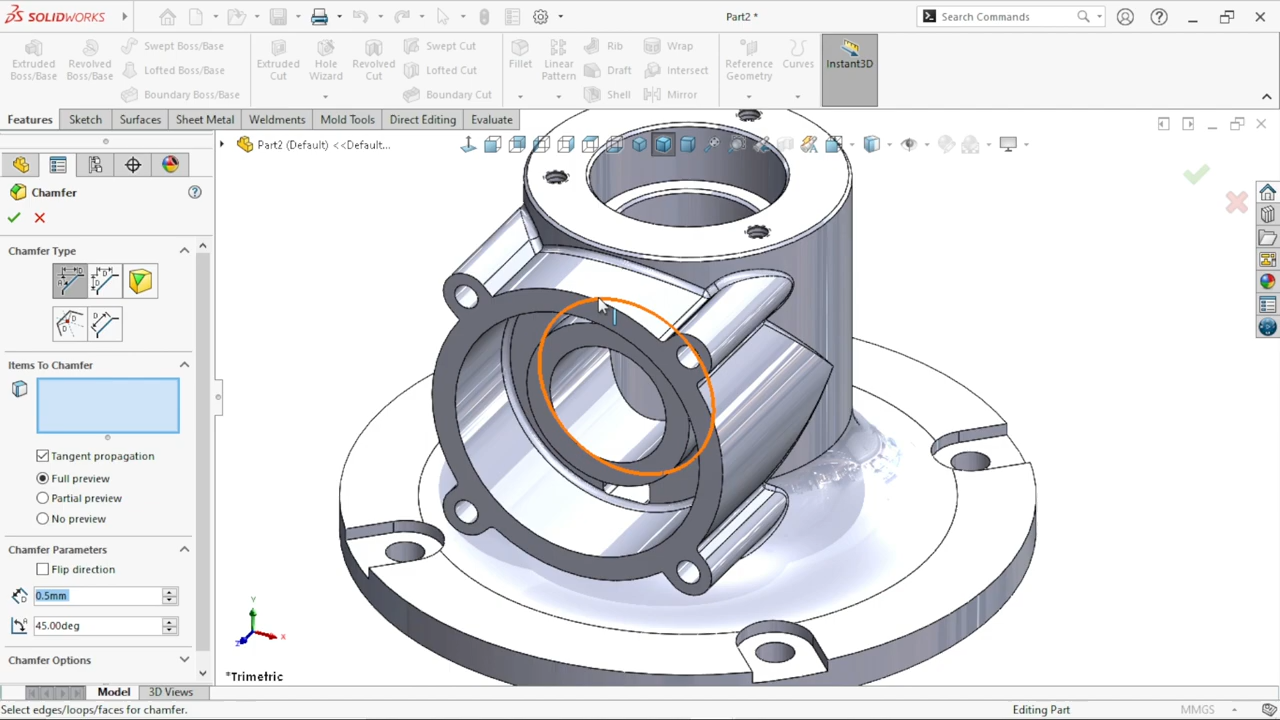 SOLIDWORKS
Part2 *
Search Commands
Extruded Boss/Base
Revolved Boss/Base
Swept Boss/Base
Lofted Boss/Base
Boundary Boss/Base
Extruded Cut
Hole Wizard
Revolved Cut
Swept Cut
Lofted Cut
Boundary Cut
Fillet
Linear Pattern
Rib
Draft
Shell
Wrap
Intersect
Mirror
Reference Geometry
Curves
Instant3D
Features
Sketch
Surfaces
Sheet Metal
Weldments
Mold Tools
Direct Editing
Evaluate
Part2 (Default) <<Default...
Chamfer
Chamfer Type
Items To Chamfer
Tangent propagation
Full preview
Partial preview
No preview
Chamfer Parameters
Flip direction
0.5mm
45.00deg
Chamfer Options
Y
X
Z
*Trimetric
Model
3D Views
Select edges/loops/faces for chamfer.
Editing Part
MMGS